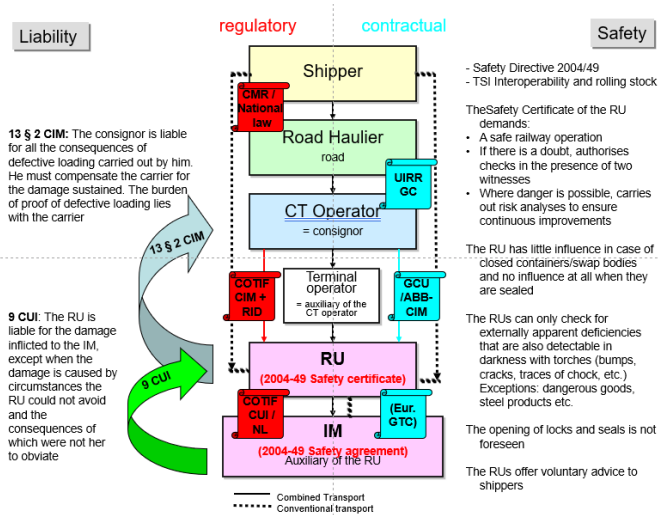 Liability
regulatory
contractual
Safety
Shipper
CMR /
National
law
Road Haulier
road
UIRR
GC
CT Operator
= consignor
13 § 2 CIM: The consignor is liable
for all the consequences of
defective loading carried out by him.
He must compensate the carrier for
the damage sustained. The burden
of proof of defective loading lies
with the carrier
13 § 2 CIM
COTIF
CIM +
RID
Terminal
operator
= auxiliary of the
CT operator
GCU
/ABB-
CIM
9 CUI: The RU is
liable for the damage
inflicted to the IM,
except when the
damage is caused by
circumstances the
RU could not avoid
and the
consequences of
which were not her
to obviate
9 CUI
RU
(2004-49 Safety certificate)
COTIF
CUI /
NL
(Eur.
GTC)
IM
(2004-49 Safety agreement)
Auxiliary of the RU
Combined Transport
Conventional transport
- Safety Directive 2004/49
- TSI Interoperability and rolling stock
TheSafety Certificate of the RU
demands:
• A safe railway operation
• If there is a doubt, authorises
checks in the presence of two
witnesses
• Where danger is possible, carries
out risk analyses to ensure
continuous improvements
The RU has little influence in case of
closed containers/swap bodies
and no influence at all when they
are sealed
The RUs can only check for
externally apparent deficiencies
that are also detectable in
darkness with torches (bumps,
cracks, traces of chock, etc.)
Exceptions: dangerous goods,
steel products etc.
The opening of locks and seals is not
foreseen
The RUs offer voluntary advice to
shippers